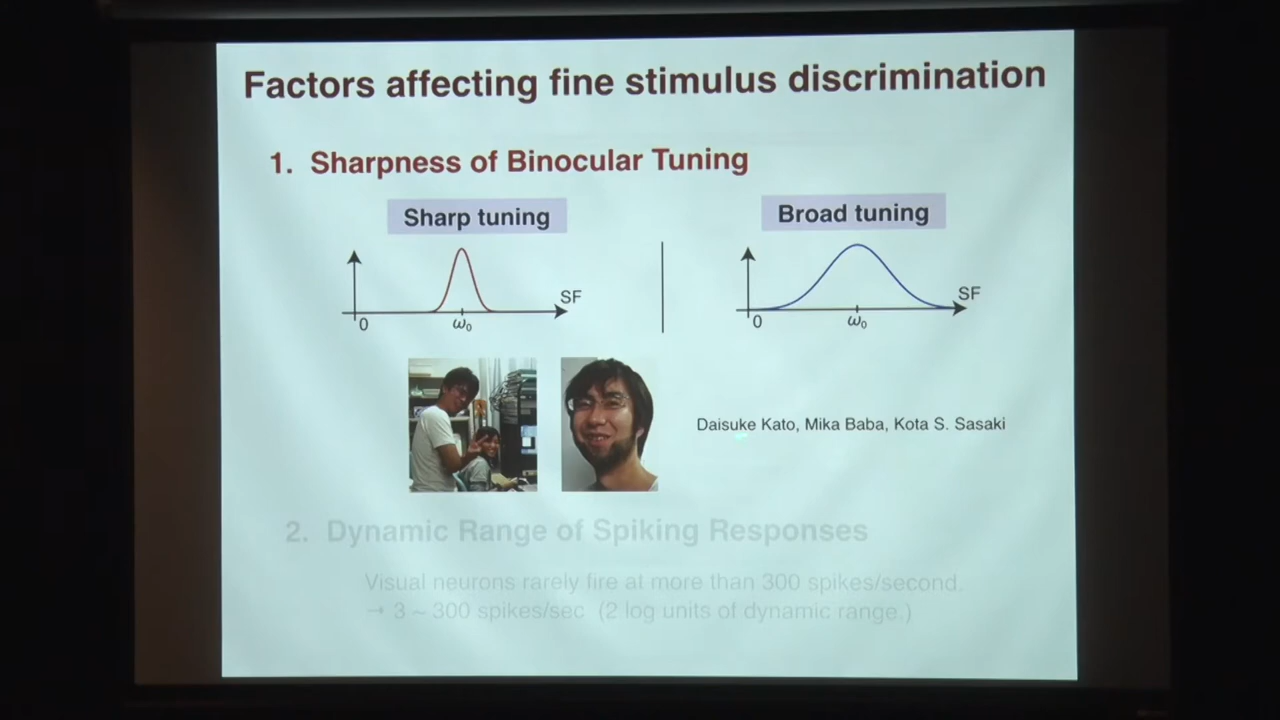 Factors affecting fine stimulus discrimination
1. Sharpness of Binocular Tuning
Sharp tuning
Broad tuning
SF
0
ω₀
SF
0
ω₀
Daisuke Kato, Mika Baba, Kota S. Sasaki
2. Dynamic Range of Spiking Responses
Visual neurons rarely fire at more than 300 spikes/second.
→ 3 ~ 300 spikes/sec (2 log units of dynamic range.)